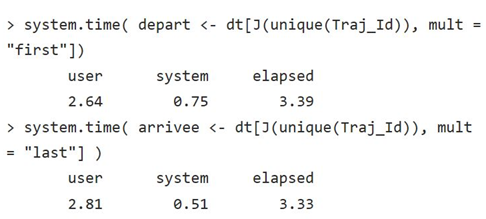 > system.time( depart <- dt[J(unique(Traj_Id)), mult =
"first"])
user system elapsed
2.64 0.75 3.39
> system.time( arrivee <- dt[J(unique(Traj_Id)), mult
= "last"] )
user system elapsed
2.81 0.51 3.33